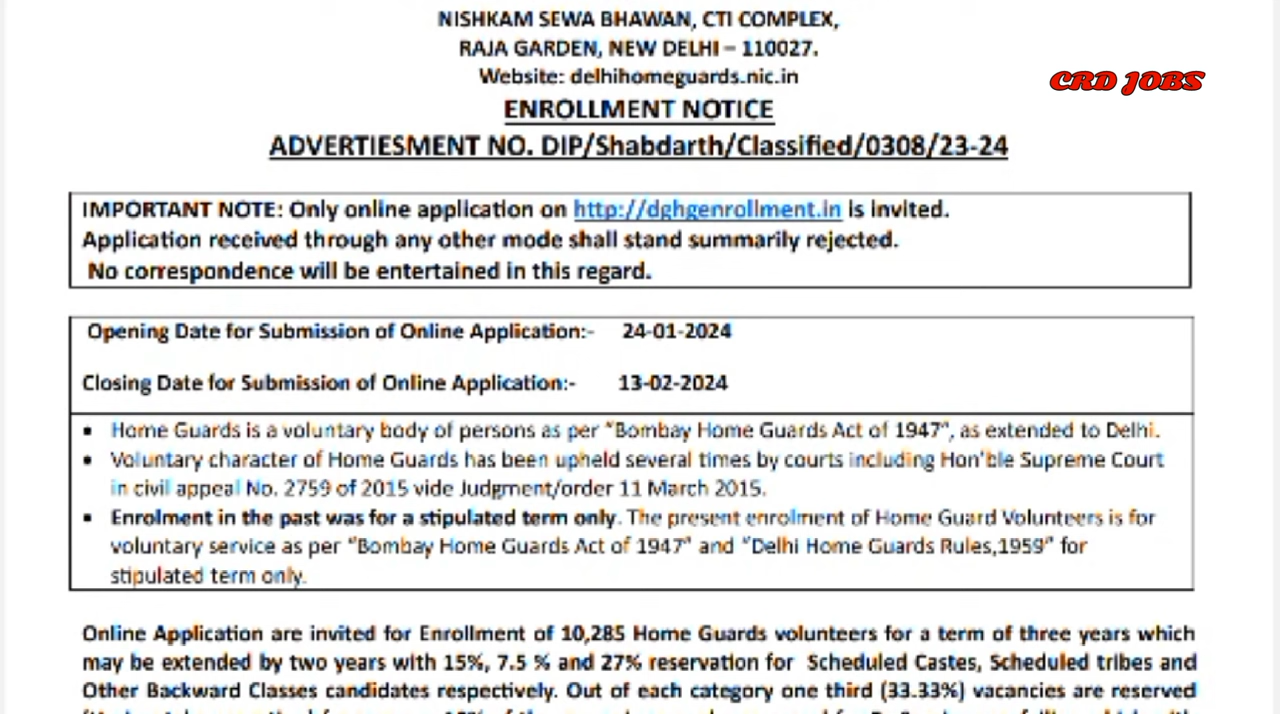 NISHKAM SEWA BHAWAN, CTI COMPLEX,
RAJA GARDEN, NEW DELHI – 110027.
Website: delhihomeguards.nic.in
CRD JOBS
ENROLLMENT NOTICE
ADVERTIESMENT NO. DIP/Shabdarth/Classified/0308/23-24
IMPORTANT NOTE: Only online application on http://dghgenrollment.in is invited.
Application received through any other mode shall stand summarily rejected.
No correspondence will be entertained in this regard.
Opening Date for Submission of Online Application:- 24-01-2024
Closing Date for Submission of Online Application:- 13-02-2024
▪ Home Guards is a voluntary body of persons as per "Bombay Home Guards Act of 1947", as extended to Delhi.
▪ Voluntary character of Home Guards has been upheld several times by courts including Hon'ble Supreme Court
in civil appeal No. 2759 of 2015 vide Judgment/order 11 March 2015.
▪ Enrolment in the past was for a stipulated term only. The present enrolment of Home Guard Volunteers is for
voluntary service as per "Bombay Home Guards Act of 1947" and "Delhi Home Guards Rules,1959" for
stipulated term only.
Online Application are invited for Enrollment of 10,285 Home Guards volunteers for a term of three years which
may be extended by two years with 15%, 7.5 % and 27% reservation for Scheduled Castes, Scheduled tribes and
Other Backward Classes candidates respectively. Out of each category one third (33.33%) vacancies are reserved